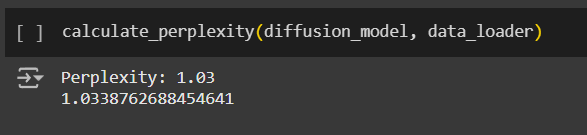 [ ] calculate_perplexity(diffusion_model, data_loader)
Perplexity: 1.03
1.0338762688454641